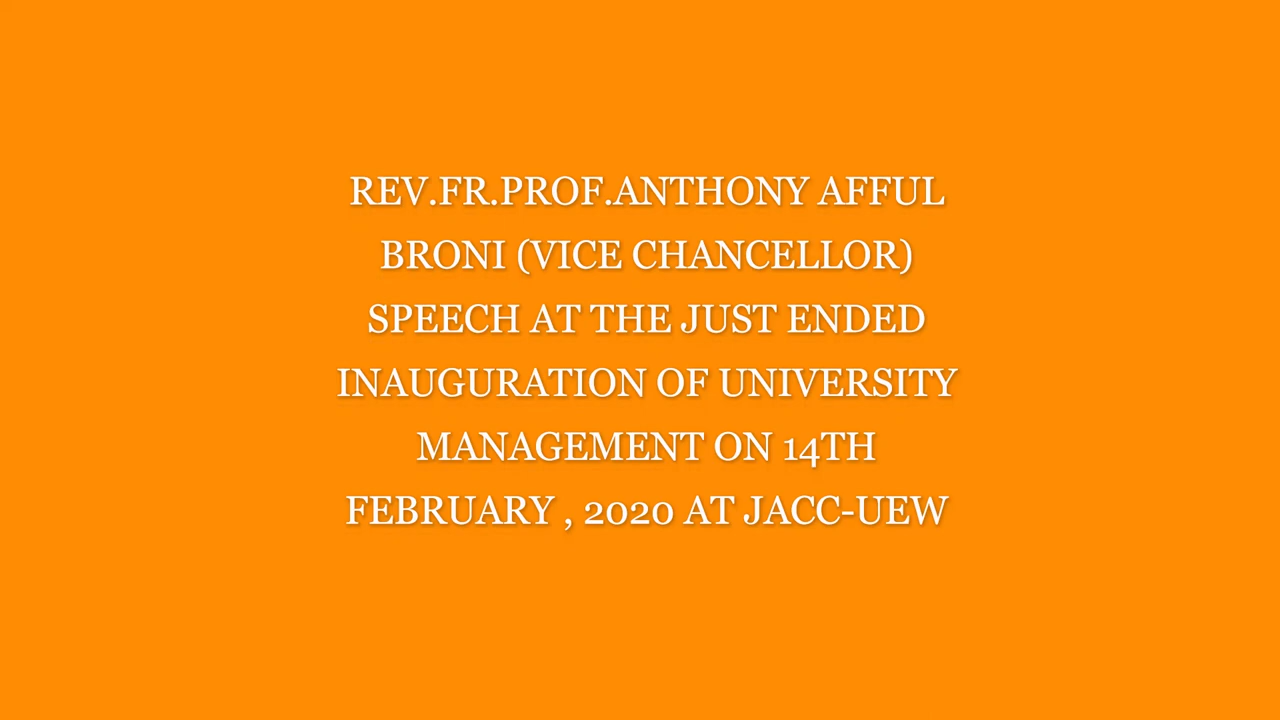 REV.FR.PROF.ANTHONY AFFUL
BRONI (VICE CHANCELLOR)
SPEECH AT THE JUST ENDED
INAUGURATION OF UNIVERSITY
MANAGEMENT ON 14TH
FEBRUARY , 2020 AT JACC-UEW